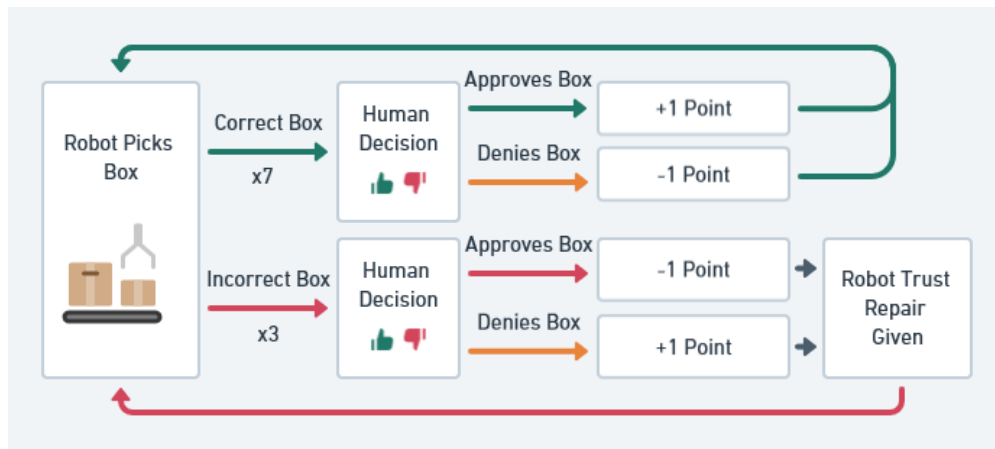 Robot Picks
Box
Correct Box
x7
Human
Decision
Approves Box
+1 Point
Denies Box
-1 Point
Incorrect Box
x3
Human
Decision
Approves Box
-1 Point
Denies Box
+1 Point
Robot Trust
Repair
Given